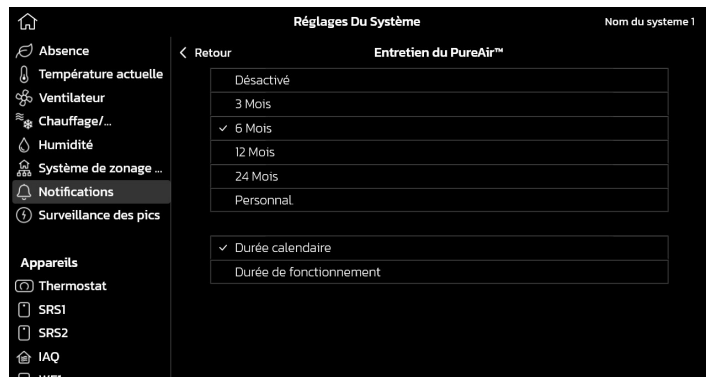 Réglages Du Système
Nom du systeme 1
Absence
Température actuelle
Ventilateur
Chauffage/...
Humidité
Système de zonage ...
Notifications
Surveillance des pics
Appareils
Thermostat
SRS1
SRS2
IAQ
Retour
Entretien du PureAir™
Désactivé
3 Mois
6 Mois
12 Mois
24 Mois
Personnal.
Durée calendaire
Durée de fonctionnement